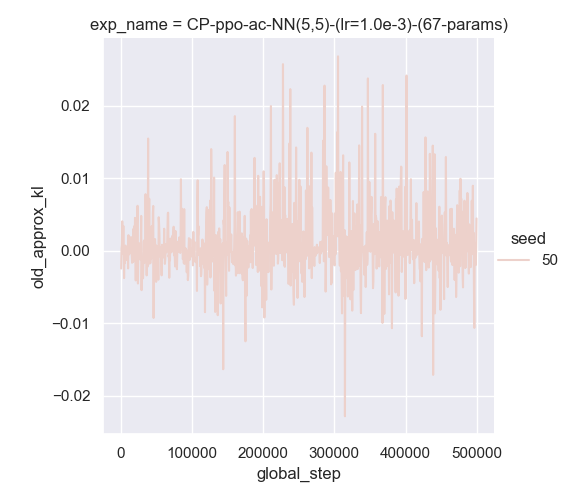 exp_name = CP-ppo-ac-NN(5,5)-(lr=1.0e-3)-(67-params)
old_approx_kl
0.02
0.01
0.00
−0.01
−0.02
0 100000 200000 300000 400000 500000
global_step
seed
50